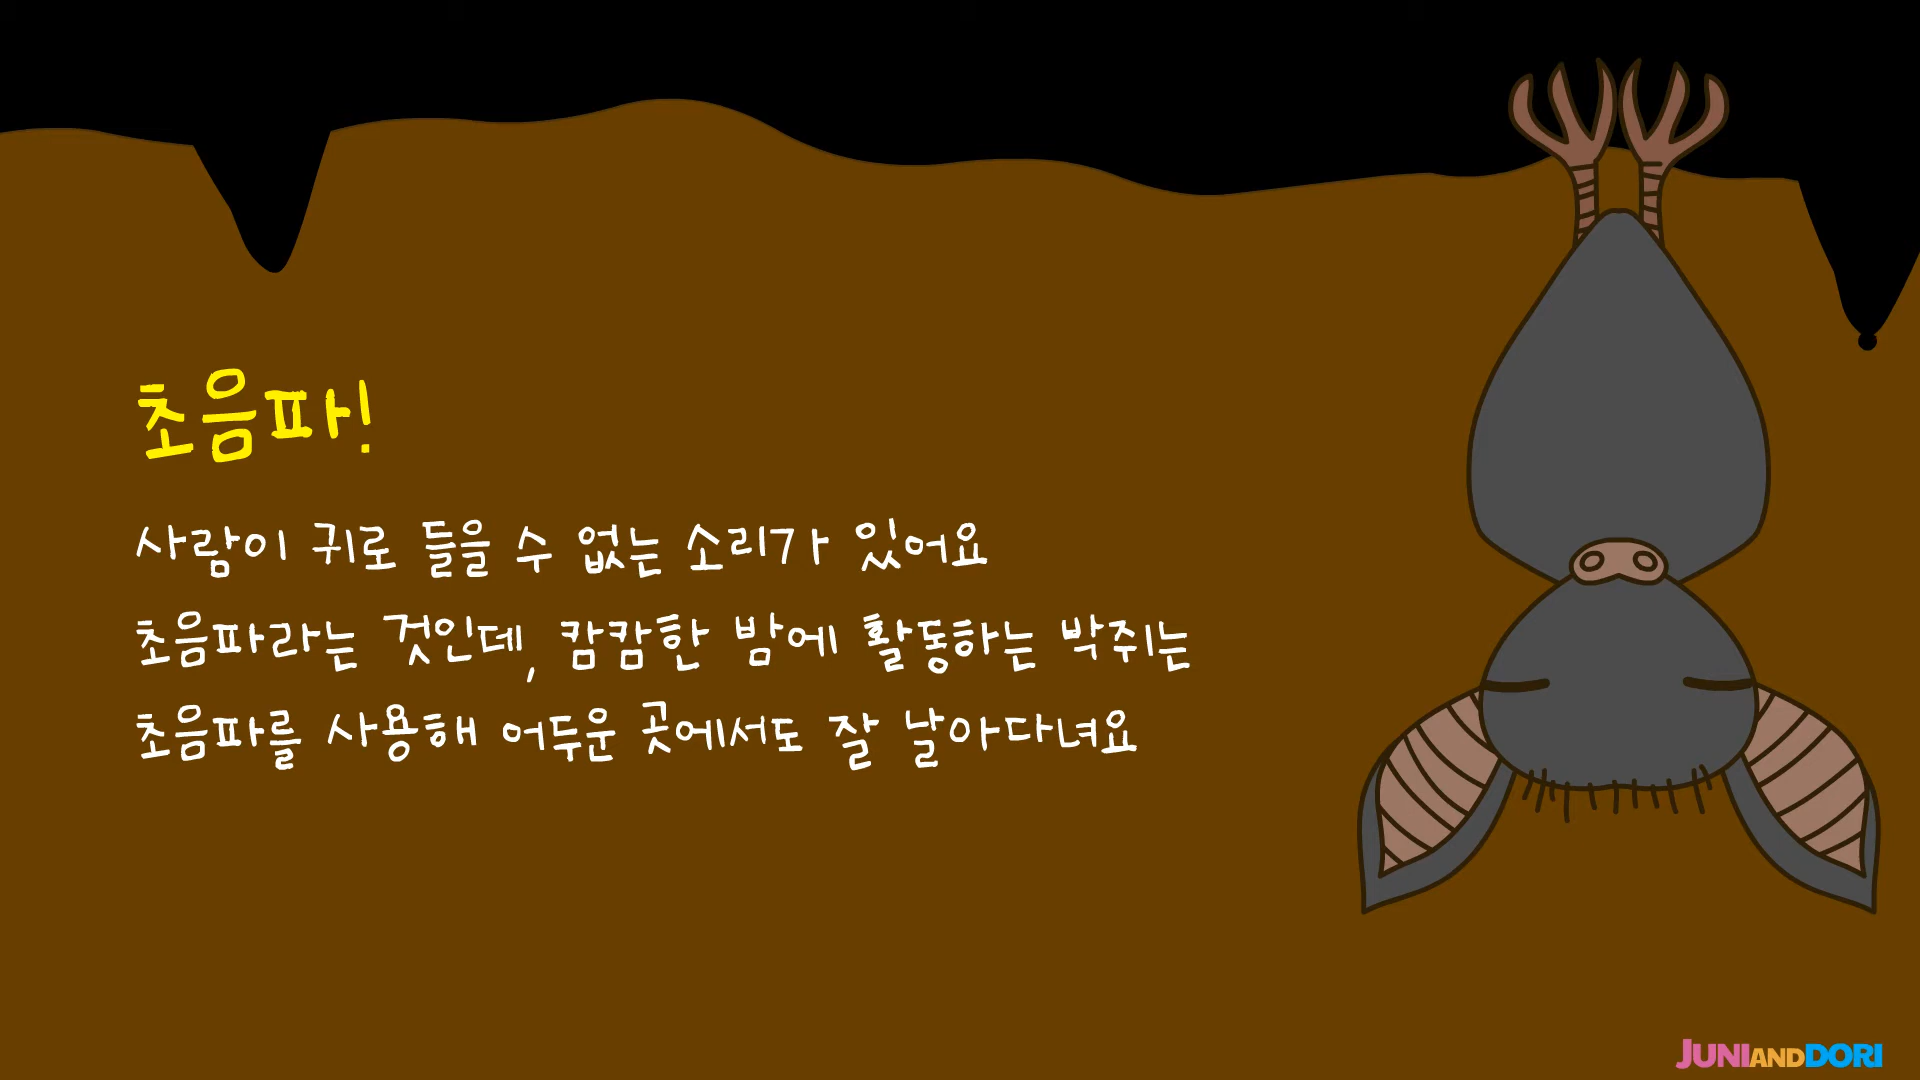 초음파!
사람이 귀로 들을 수 없는 소리가 있어요
초음파라는 것인데, 캄캄한 밤에 활동하는 박쥐는
초음파를 사용해 어두운 곳에서도 잘 날아다녀요
JUNIANDDORI